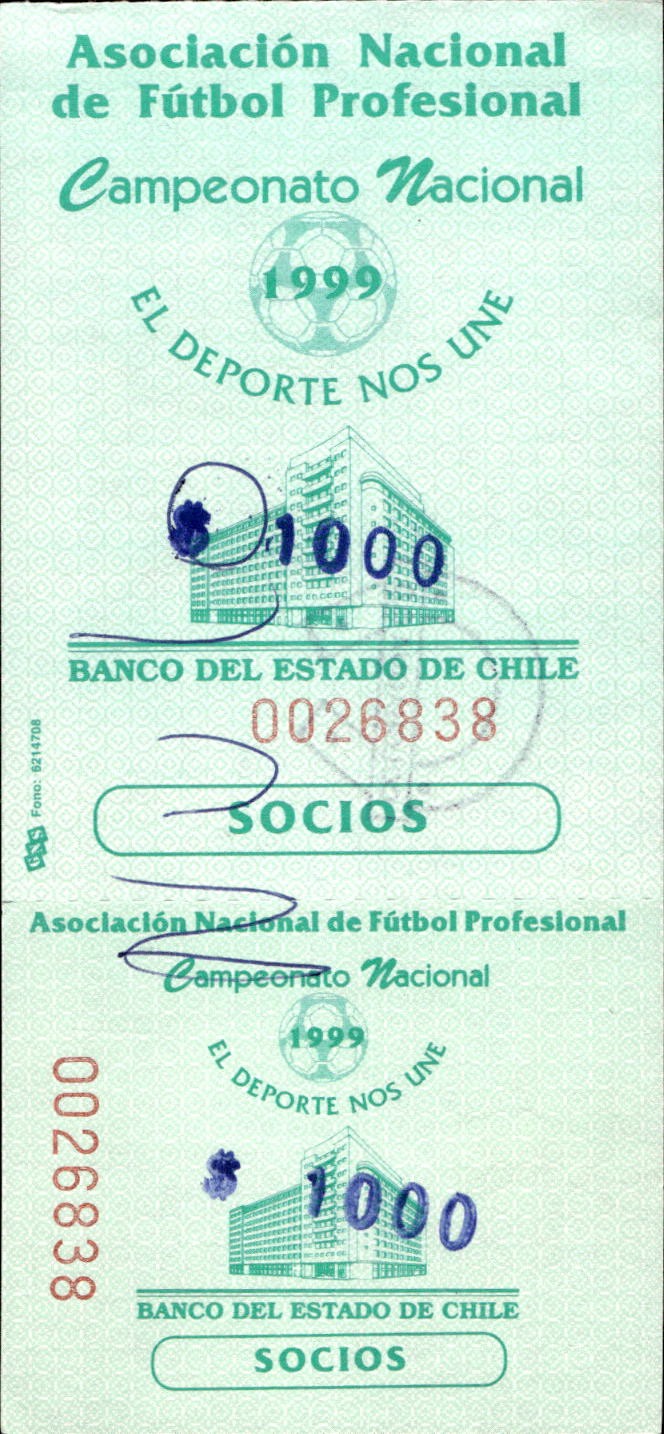 Asociación Nacional
de Fútbol Profesional
Campeonato Nacional
1999
EL DEPORTE NOS UNE
$ 1000
BANCO DEL ESTADO DE CHILE
0026838
Fono: 6214708
SOCIOS
Asociación Nacional de Fútbol Profesional
Campeonato Nacional
1999
EL DEPORTE NOS UNE
0026838
$ 1000
BANCO DEL ESTADO DE CHILE
SOCIOS